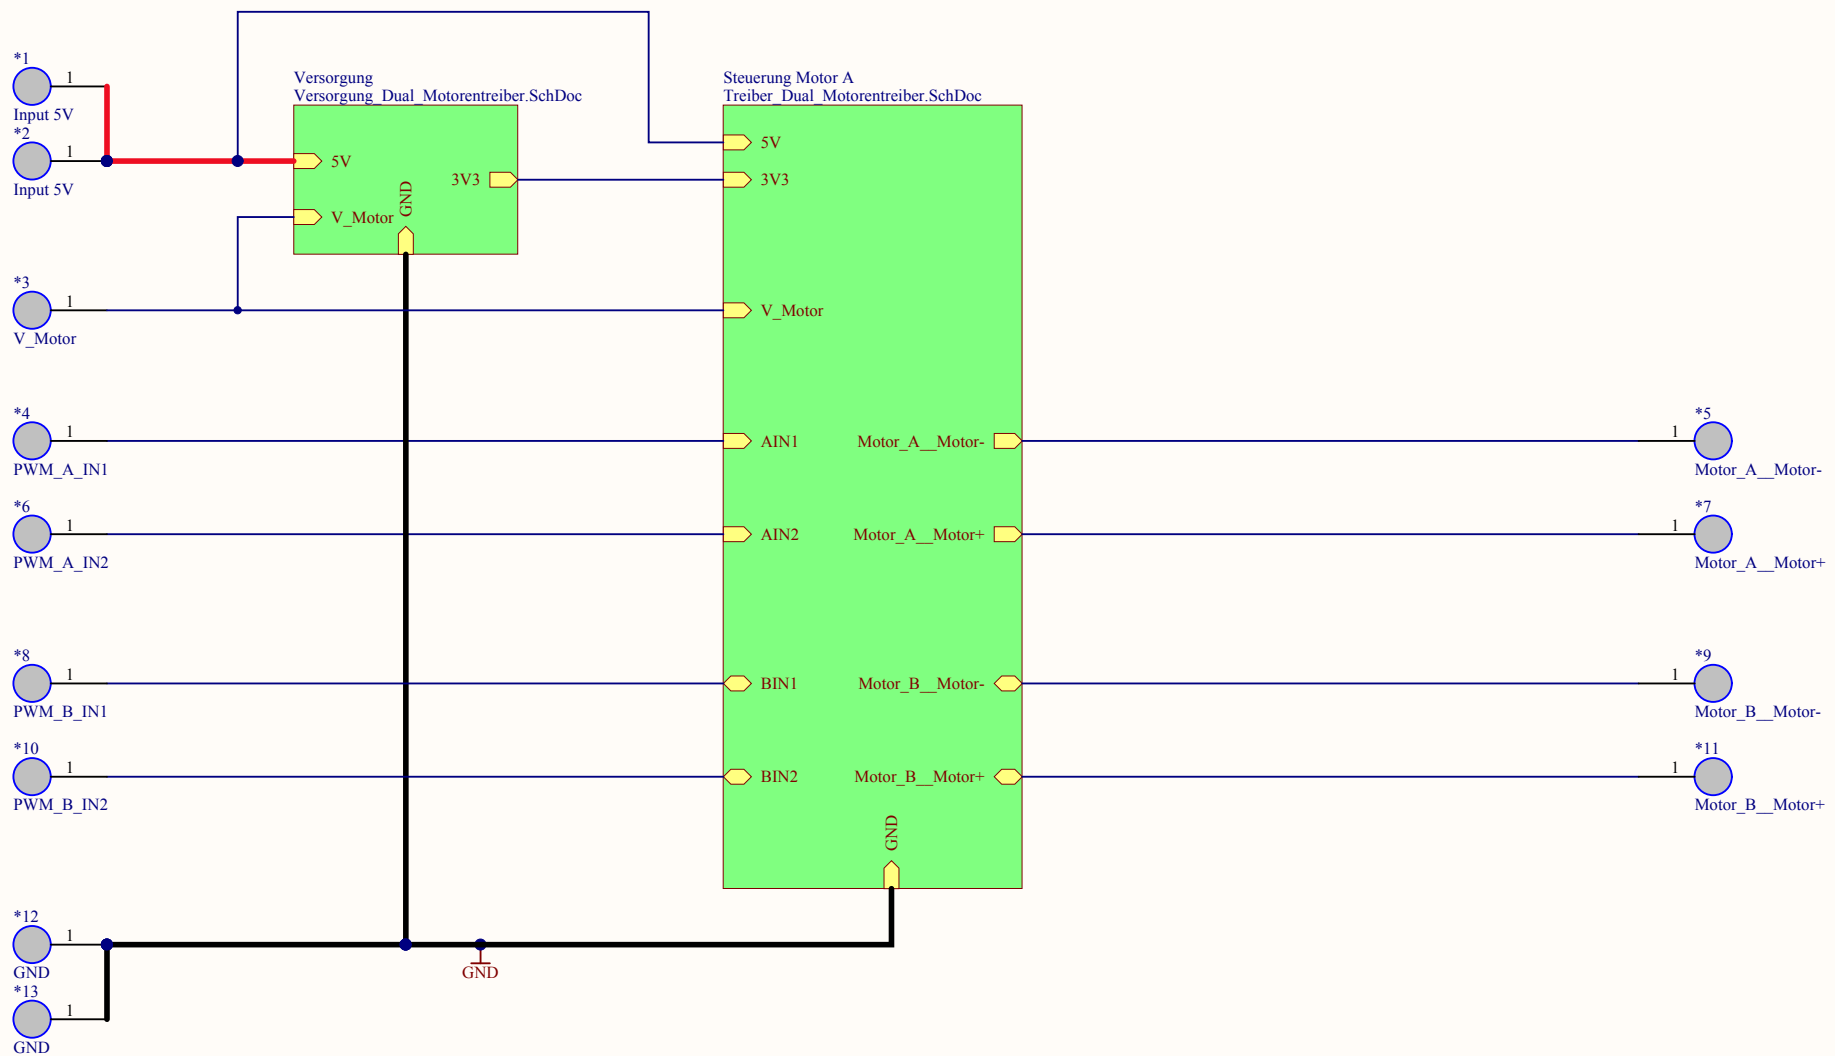 *1
1
Input 5V
*2
1
Input 5V
Versorgung
Versorgung_Dual_Motorentreiber.SchDoc
5V
3V3
GND
V_Motor
Steuerung Motor A
Treiber_Dual_Motorentreiber.SchDoc
5V
3V3
V_Motor
*3
1
V_Motor
*4
1
PWM_A_IN1
AIN1
Motor_A__Motor-
1
*5
Motor_A__Motor-
*6
1
PWM_A_IN2
AIN2
Motor_A__Motor+
1
*7
Motor_A__Motor+
*8
1
PWM_B_IN1
BIN1
Motor_B__Motor-
1
*9
Motor_B__Motor-
*10
1
PWM_B_IN2
BIN2
Motor_B__Motor+
1
*11
Motor_B__Motor+
GND
*12
1
GND
GND
*13
1
GND